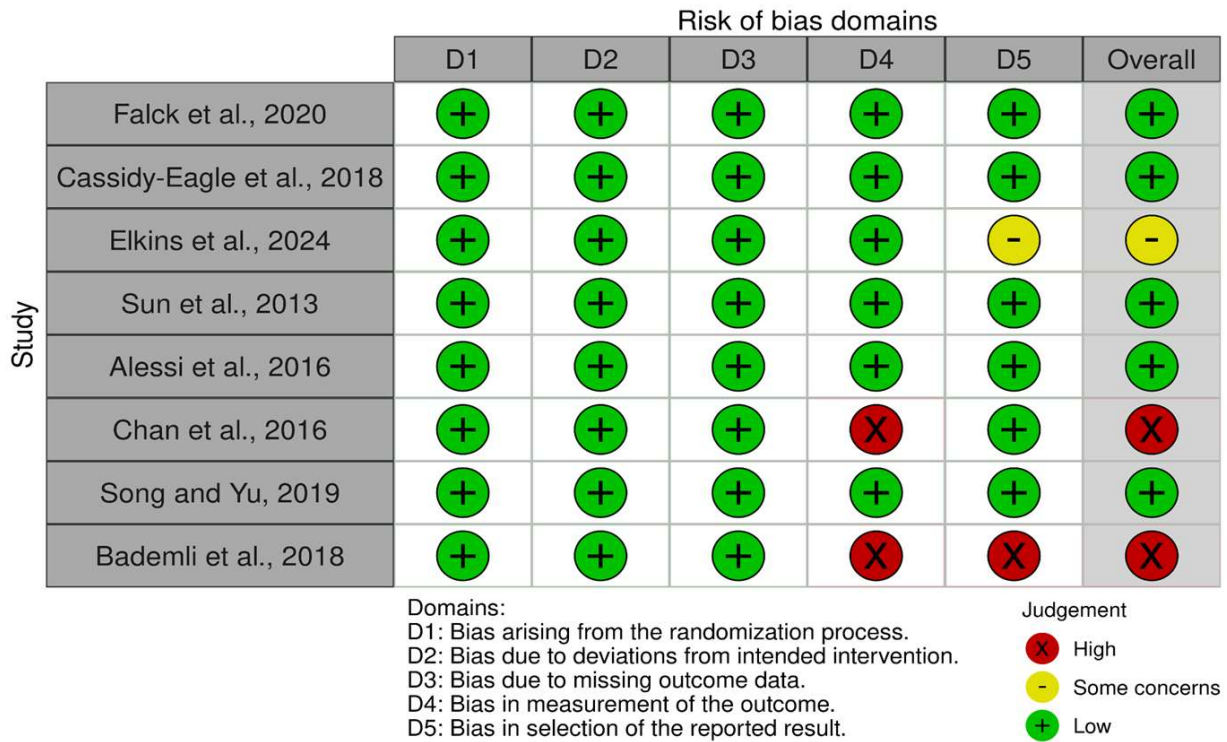 Risk of bias domains
D1 D2 D3 D4 D5 Overall
Study
Falck et al., 2020 + + + + + +
Cassidy-Eagle et al., 2018 + + + + + +
Elkins et al., 2024 + + + + - -
Sun et al., 2013 + + + + + +
Alessi et al., 2016 + + + + + +
Chan et al., 2016 + + + X + X
Song and Yu, 2019 + + + + + +
Bademli et al., 2018 + + + X X X
Domains:
D1: Bias arising from the randomization process.
D2: Bias due to deviations from intended intervention.
D3: Bias due to missing outcome data.
D4: Bias in measurement of the outcome.
D5: Bias in selection of the reported result.
Judgement
X High
- Some concerns
+ Low